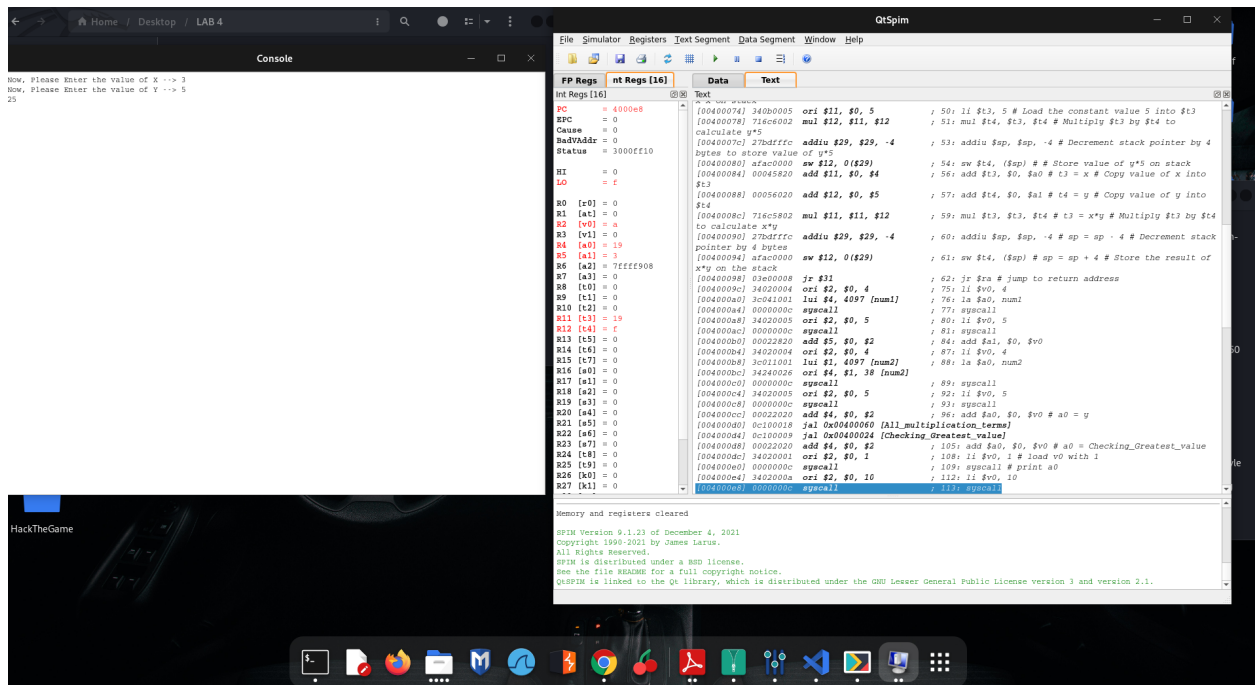 Home / Desktop / LAB 4
Console
Now, Please Enter the value of X --> 3
Now, Please Enter the value of Y --> 5
25
HackTheGame
QtSpim
File Simulator Registers Text Segment Data Segment Window Help
FP Regs nt Regs [16] Data Text
Int Regs [16]
PC = 4000e8
EPC = 0
Cause = 0
BadVAddr = 0
Status = 3000ff10
HI = 0
LO = f
R0 [r0] = 0
R1 [at] = 0
R2 [v0] = a
R3 [v1] = 0
R4 [a0] = 19
R5 [a1] = 3
R6 [a2] = 7ffff908
R7 [a3] = 0
R8 [t0] = 0
R9 [t1] = 0
R10 [t2] = 0
R11 [t3] = 19
R12 [t4] = f
R13 [t5] = 0
R14 [t6] = 0
R15 [t7] = 0
R16 [s0] = 0
R17 [s1] = 0
R18 [s2] = 0
R19 [s3] = 0
R20 [s4] = 0
R21 [s5] = 0
R22 [s6] = 0
R23 [s7] = 0
R24 [t8] = 0
R25 [t9] = 0
R26 [k0] = 0
R27 [k1] = 0
Text
x x on stack
[00400074] 340b0005 ori $11, $0, 5 ; 50: li $t3, 5 # Load the constant value 5 into $t3
[00400078] 716c6002 mul $12, $11, $12 ; 51: mul $t4, $t3, $t4 # Multiply $t3 by $t4 to
calculate y*5
[0040007c] 27bdfffc addiu $29, $29, -4 ; 53: addiu $sp, $sp, -4 # Decrement stack pointer by 4
bytes to store value of y*5
[00400080] afac0000 sw $12, 0($29) ; 54: sw $t4, ($sp) # # Store value of y*5 on stack
[00400084] 00045820 add $11, $0, $4 ; 56: add $t3, $0, $a0 # t3 = x # Copy value of x into
$t3
[00400088] 00056020 add $12, $0, $5 ; 57: add $t4, $0, $a1 # t4 = y # Copy value of y into
$t4
[0040008c] 716c5802 mul $11, $11, $12 ; 59: mul $t3, $t3, $t4 # t3 = x*y # Multiply $t3 by $t4
to calculate x*y
[00400090] 27bdfffc addiu $29, $29, -4 ; 60: addiu $sp, $sp, -4 # sp = sp - 4 # Decrement stack
pointer by 4 bytes
[00400094] afac0000 sw $12, 0($29) ; 61: sw $t4, ($sp) # sp = sp + 4 # Store the result of
x*y on the stack
[00400098] 03e00008 jr $31 ; 62: jr $ra # jump to return address
[0040009c] 34020004 ori $2, $0, 4 ; 75: li $v0, 4
[004000a0] 3c041001 lui $4, 4097 [num1] ; 76: la $a0, num1
[004000a4] 0000000c syscall ; 77: syscall
[004000a8] 34020005 ori $2, $0, 5 ; 80: li $v0, 5
[004000ac] 0000000c syscall ; 81: syscall
[004000b0] 00022820 add $5, $0, $2 ; 84: add $a1, $0, $v0
[004000b4] 34020004 ori $2, $0, 4 ; 87: li $v0, 4
[004000b8] 3c011001 lui $1, 4097 [num2] ; 88: la $a0, num2
[004000bc] 34240026 ori $4, $1, 38 [num2]
[004000c0] 0000000c syscall ; 89: syscall
[004000c4] 34020005 ori $2, $0, 5 ; 92: li $v0, 5
[004000c8] 0000000c syscall ; 93: syscall
[004000cc] 00022020 add $4, $0, $2 ; 96: add $a0, $0, $v0 # a0 = y
[004000d0] 0c100018 jal 0x00400060 [All_multiplication_terms]
[004000d4] 0c100009 jal 0x00400024 [Checking_Greatest_value]
[004000d8] 00022020 add $4, $0, $2 ; 105: add $a0, $0, $v0 # a0 = Checking_Greatest_value
[004000dc] 34020001 ori $2, $0, 1 ; 108: li $v0, 1 # load v0 with 1
[004000e0] 0000000c syscall ; 109: syscall # print a0
[004000e4] 3402000a ori $2, $0, 10 ; 112: li $v0, 10
[004000e8] 0000000c syscall ; 113: syscall
Memory and registers cleared
SPIM Version 9.1.23 of December 4, 2021
Copyright 1990-2021 by James Larus.
All Rights Reserved.
SPIM is distributed under a BSD license.
See the file README for a full copyright notice.
QtSPIM is linked to the Qt library, which is distributed under the GNU Lesser General Public License version 3 and version 2.1.